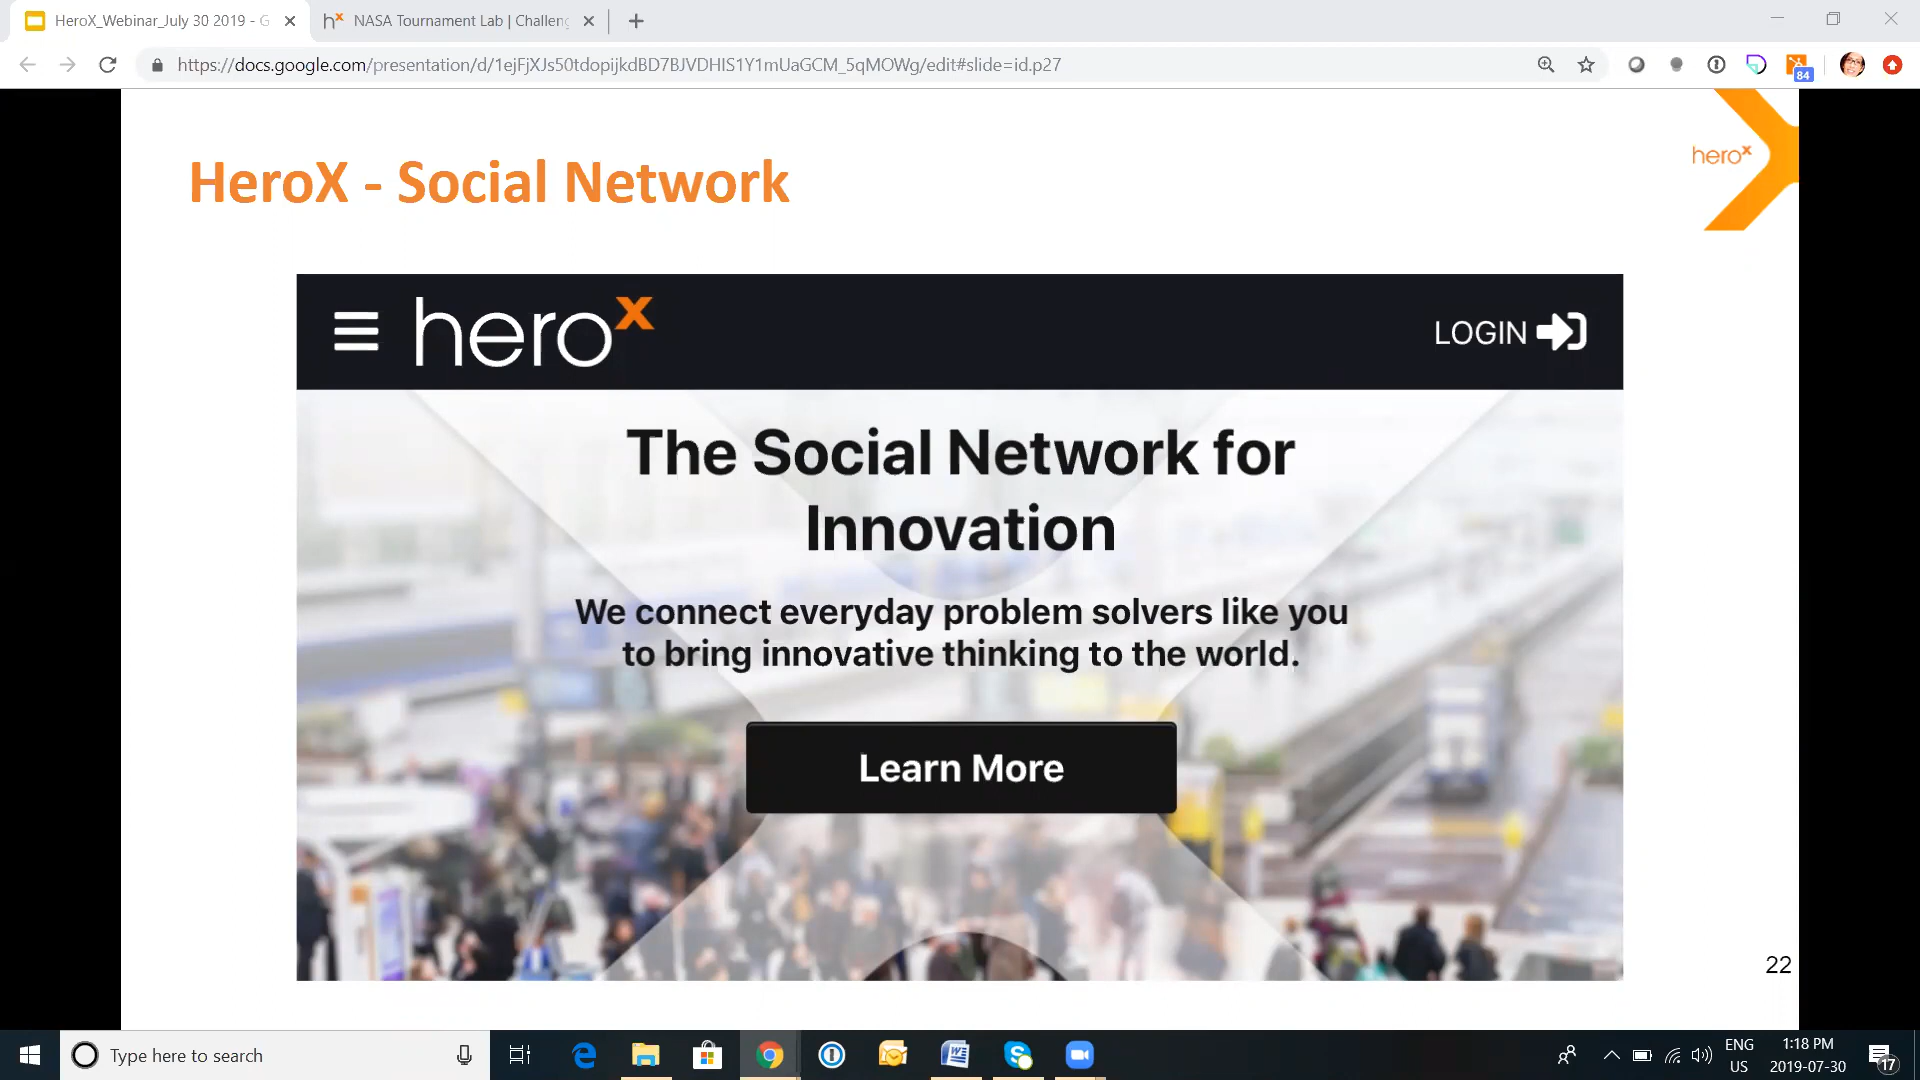 HeroX_Webinar_July 30 2019 - G
hx NASA Tournament Lab | Challeng
https://docs.google.com/presentation/d/1ejFjXJs50tdopijkdBD7BJVDHIS1Y1mUaGCM_5qMOWg/edit#slide=id.p27
84
HeroX - Social Network
herox
herox
LOGIN
The Social Network for
Innovation
We connect everyday problem solvers like you
to bring innovative thinking to the world.
Learn More
22
Type here to search
ENG
US
1:18 PM
2019-07-30
17